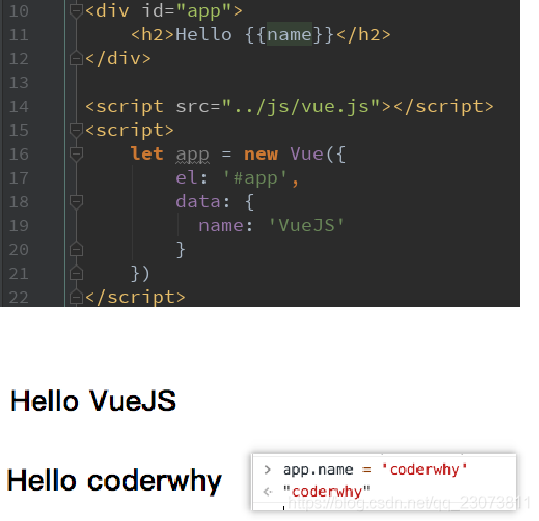 10 <div id="app">
11     <h2>Hello {{name}}</h2>
12 </div>
13
14 <script src="../js/vue.js"></script>
15 <script>
16     let app = new Vue({
17         el: '#app',
18         data: {
19           name: 'VueJS'
20         }
21     })
22 </script>
Hello VueJS
Hello coderwhy
> app.name = 'coderwhy'
<· "coderwhy"
https://blog.csdn.net/qq_23073811